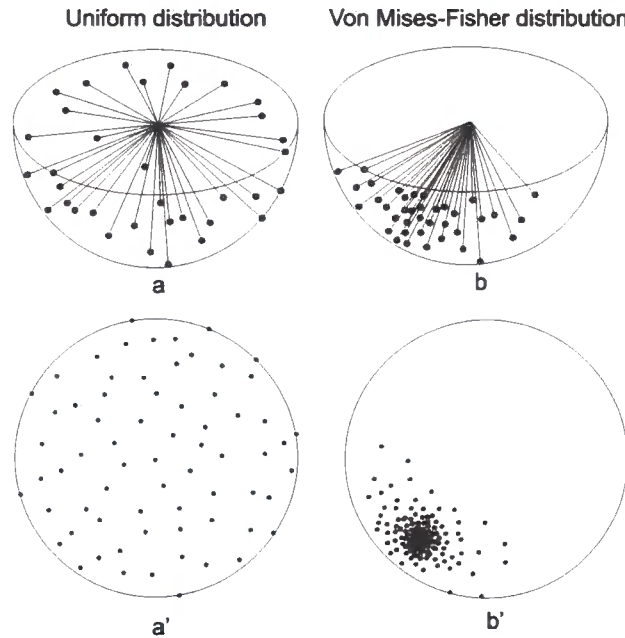 Uniform distribution
Von Mises-Fisher distribution
a
b
a'
b'